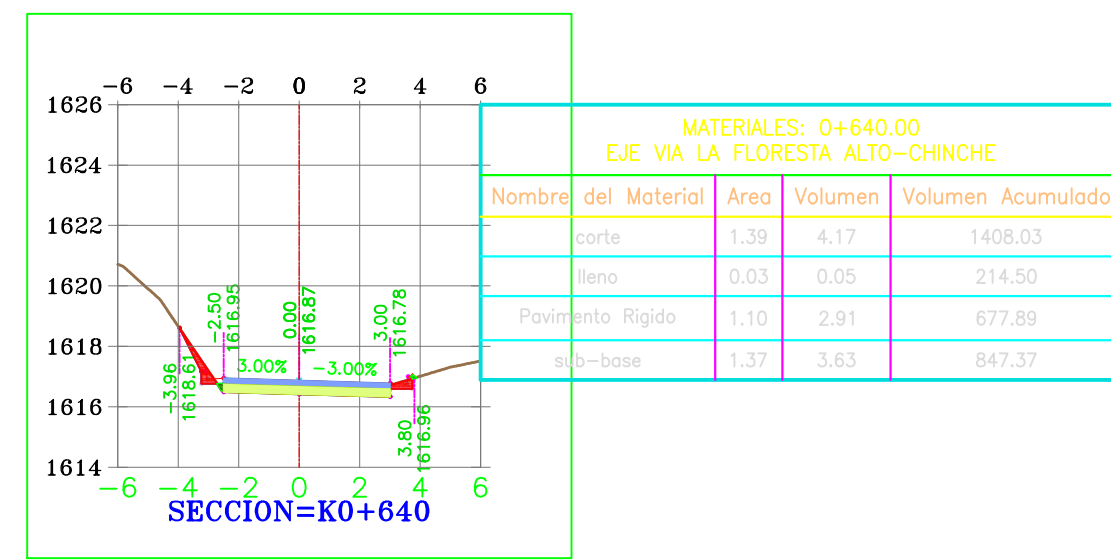 -6 -4 -2 0 2 4 6
1626
1624
1622
1620
1618
1616
1614
-2.50
1616.95
0.00
1616.87
3.00
1616.78
3.00%
-3.00%
-3.96
1618.61
3.80
1616.96
-6 -4 -2 0 2 4 6
SECCION=K0+640
MATERIALES: 0+640.00
EJE VIA LA FLORESTA ALTO-CHINCHE
Nombre del Material Area Volumen Volumen Acumulado
corte 1.39 4.17 1408.03
lleno 0.03 0.05 214.50
Pavimento Rigido 1.10 2.91 677.89
sub-base 1.37 3.63 847.37